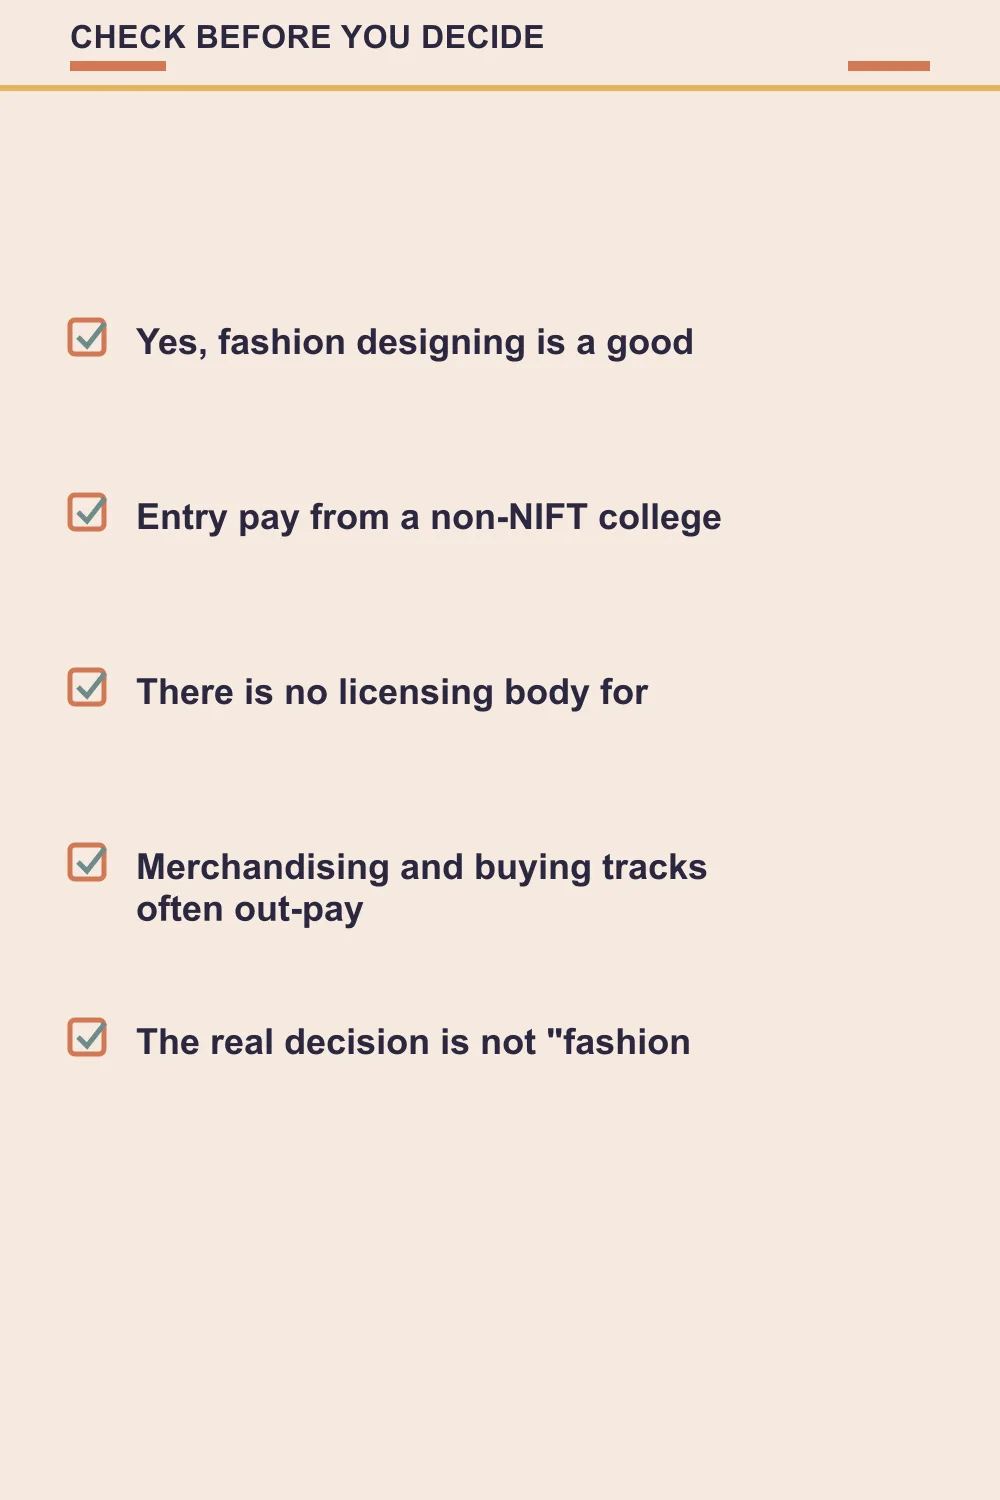 CHECK BEFORE YOU DECIDE
Yes, fashion designing is a good
Entry pay from a non-NIFT college
There is no licensing body for
Merchandising and buying tracks
often out-pay
The real decision is not "fashion